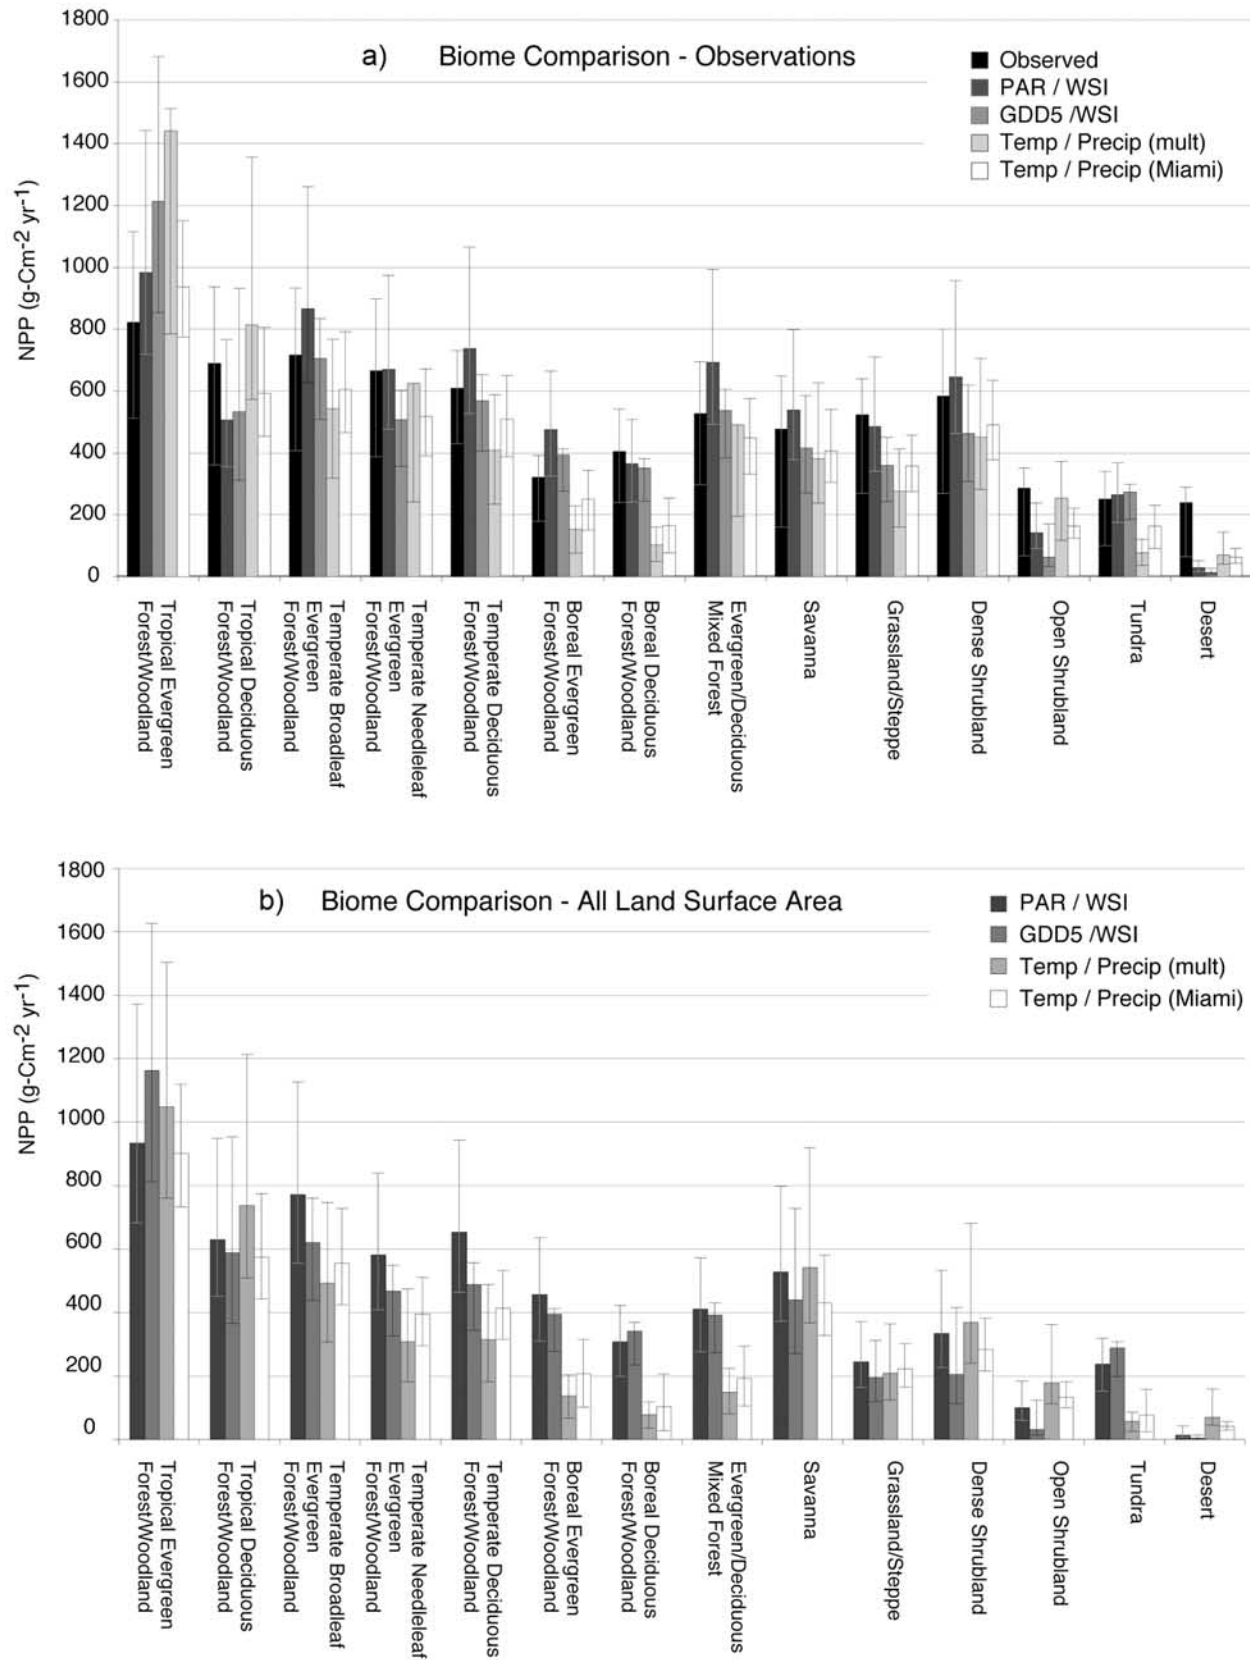 a) Biome Comparison - Observations
Observed
PAR / WSI
GDD5 /WSI
Temp / Precip (mult)
Temp / Precip (Miami)
NPP (g-Cm-2 yr-1)
1800
1600
1400
1200
1000
800
600
400
200
0
Tropical Evergreen
Forest/Woodland
Tropical Deciduous
Forest/Woodland
Temperate Broadleaf
Evergreen
Forest/Woodland
Temperate Needleleaf
Evergreen
Forest/Woodland
Temperate Deciduous
Forest/Woodland
Boreal Evergreen
Forest/Woodland
Boreal Deciduous
Forest/Woodland
Evergreen/Deciduous
Mixed Forest
Savanna
Grassland/Steppe
Dense Shrubland
Open Shrubland
Tundra
Desert
b) Biome Comparison - All Land Surface Area
PAR / WSI
GDD5 /WSI
Temp / Precip (mult)
Temp / Precip (Miami)
NPP (g-Cm-2 yr-1)
1800
1600
1400
1200
1000
800
600
400
200
0
Tropical Evergreen
Forest/Woodland
Tropical Deciduous
Forest/Woodland
Temperate Broadleaf
Evergreen
Forest/Woodland
Temperate Needleleaf
Evergreen
Forest/Woodland
Temperate Deciduous
Forest/Woodland
Boreal Evergreen
Forest/Woodland
Boreal Deciduous
Forest/Woodland
Evergreen/Deciduous
Mixed Forest
Savanna
Grassland/Steppe
Dense Shrubland
Open Shrubland
Tundra
Desert